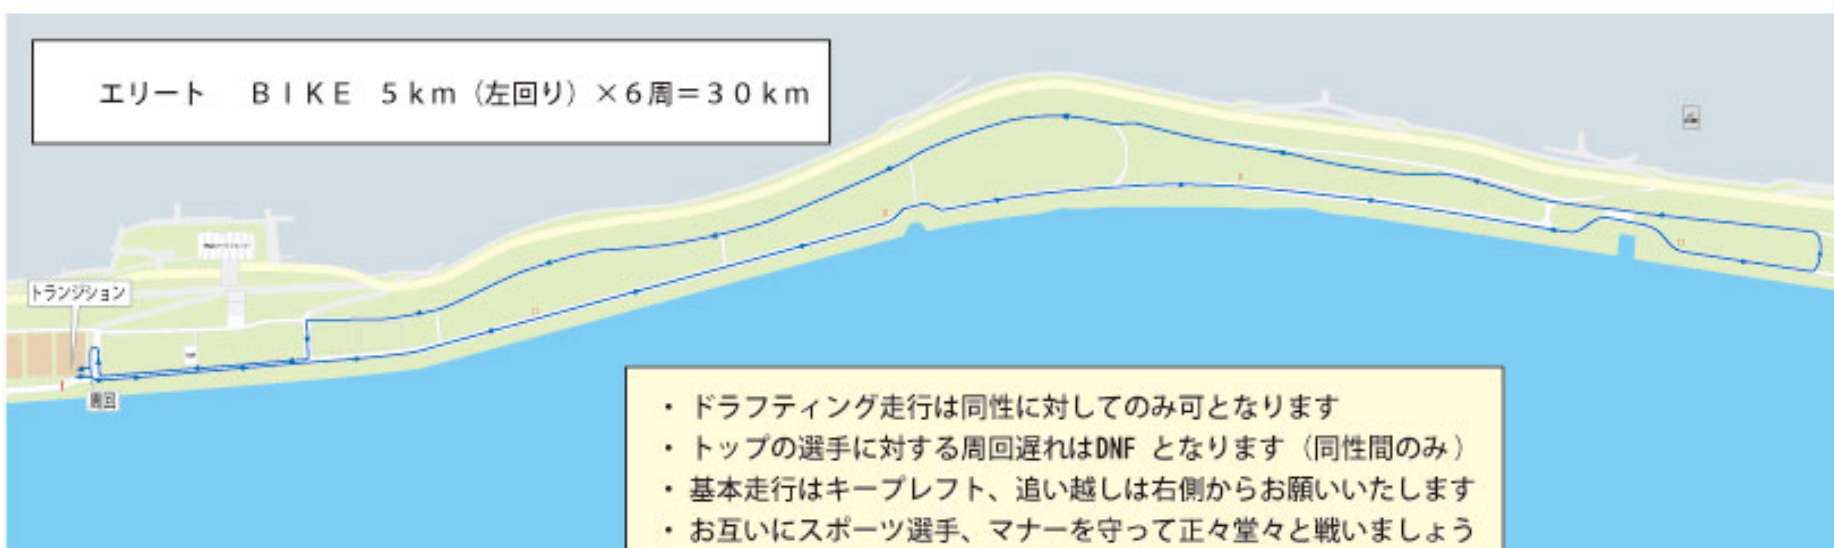 エリート　ＢＩＫＥ　５ｋｍ（左回り）×６周＝３０ｋｍ
トランジション
周回
・ ドラフティング走行は同性に対してのみ可となります
・ トップの選手に対する周回遅れはDNF となります（同性間のみ）
・ 基本走行はキープレフト、追い越しは右側からお願いいたします
・ お互いにスポーツ選手、マナーを守って正々堂々と戦いましょう